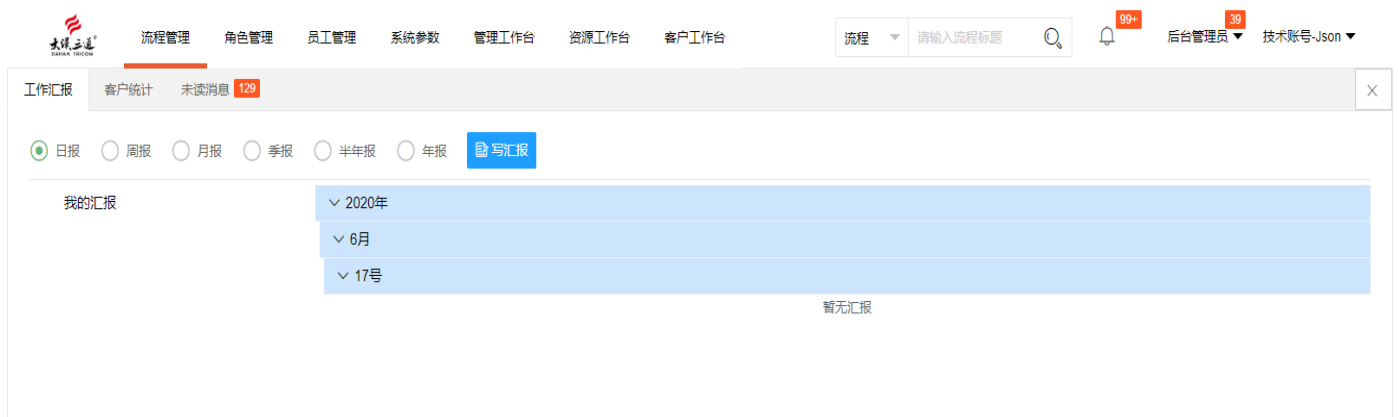 大汉三通®
DAHAN TRICOM
流程管理 角色管理 员工管理 系统参数 管理工作台 资源工作台 客户工作台 流程 请输入流程标题 99+ 后台管理员 39 技术账号-Json
工作汇报 客户统计 未读消息 129
日报 周报 月报 季报 半年报 年报 写汇报
我的汇报 2020年
6月
17号
暂无汇报